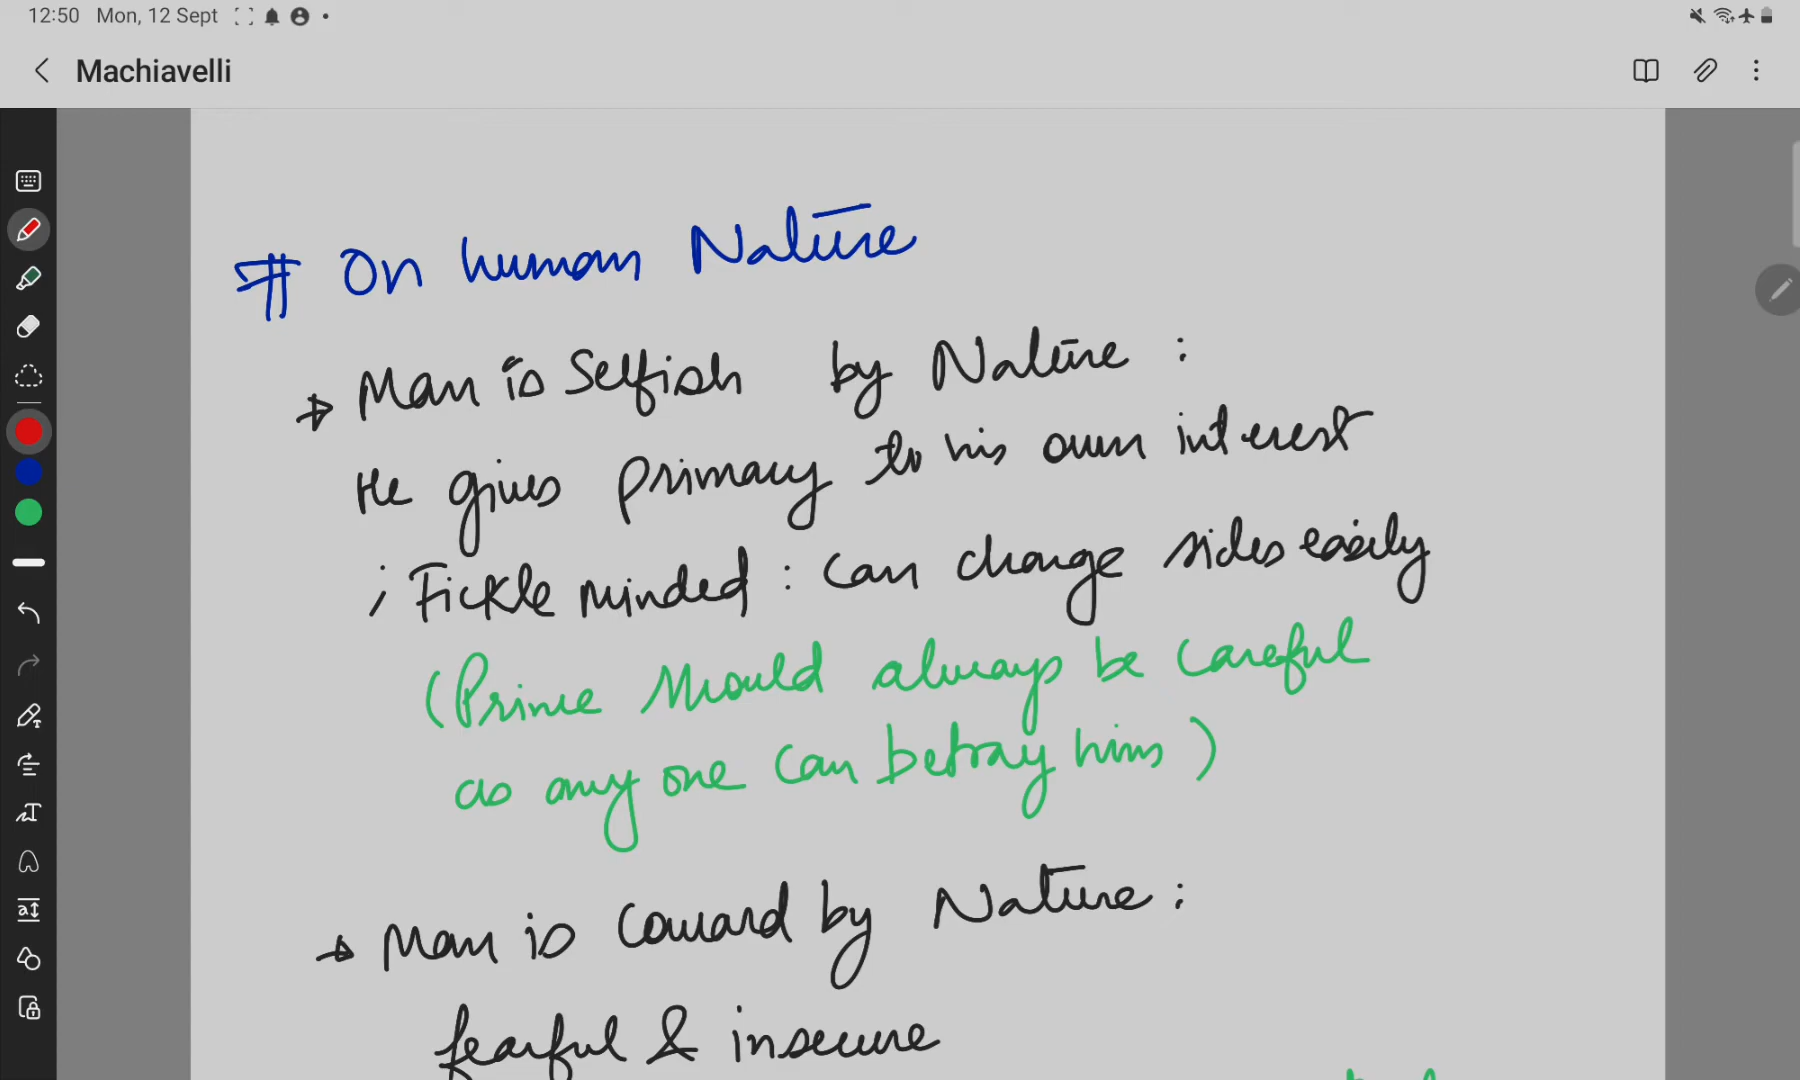 12:50 Mon, 12 Sept
Machiavelli
# On human Nature
→ Man is Selfish by Nature :
He gives primacy to his own interest
; Fickle minded : can change sides easily
(Prince should always be careful
as any one can betray him)
→ Man is Coward by Nature :
fearful & insecure